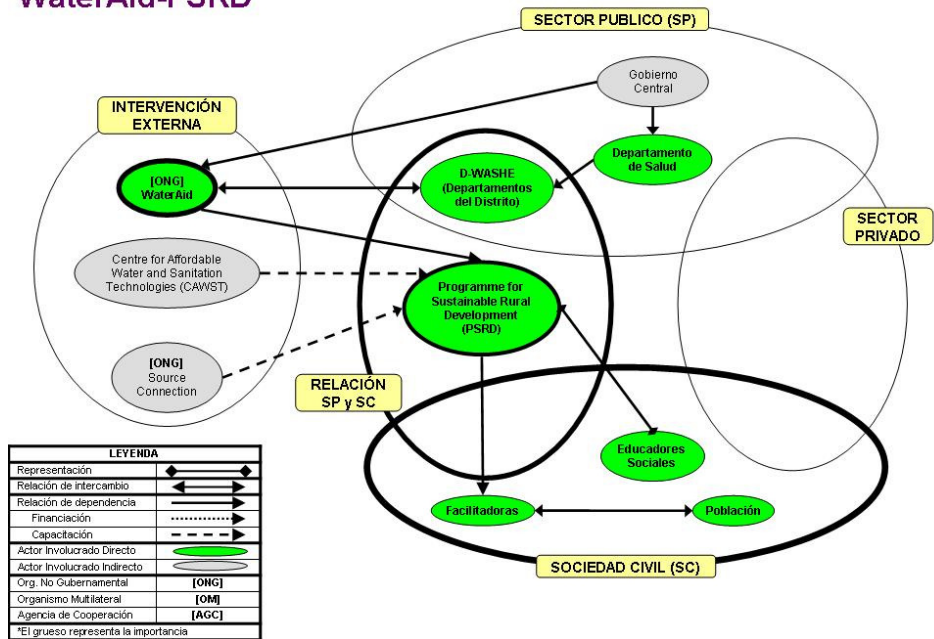 WaterAid-PSRD
SECTOR PUBLICO (SP)
Gobierno
Central
INTERVENCIÓN
EXTERNA
Departamento
de Salud
D-WASHE
(Departamentos
del Distrito)
[ONG]
WaterAid
SECTOR
PRIVADO
Centre for Affordable
Water and Sanitation
Technologies (CAWST)
Programme for
Sustainable Rural
Development
(PSRD)
[ONG]
Source
Connection
RELACIÓN
SP y SC
Educadores
Sociales
Facilitadoras
Población
SOCIEDAD CIVIL (SC)
LEYENDA
Representación
Relación de intercambio
Relación de dependencia
Financiación
Capacitación
Actor Involucrado Directo
Actor Involucrado Indirecto
Org. No Gubernamental [ONG]
Organismo Multilateral [OM]
Agencia de Cooperación [AGC]
*El grueso representa la importancia